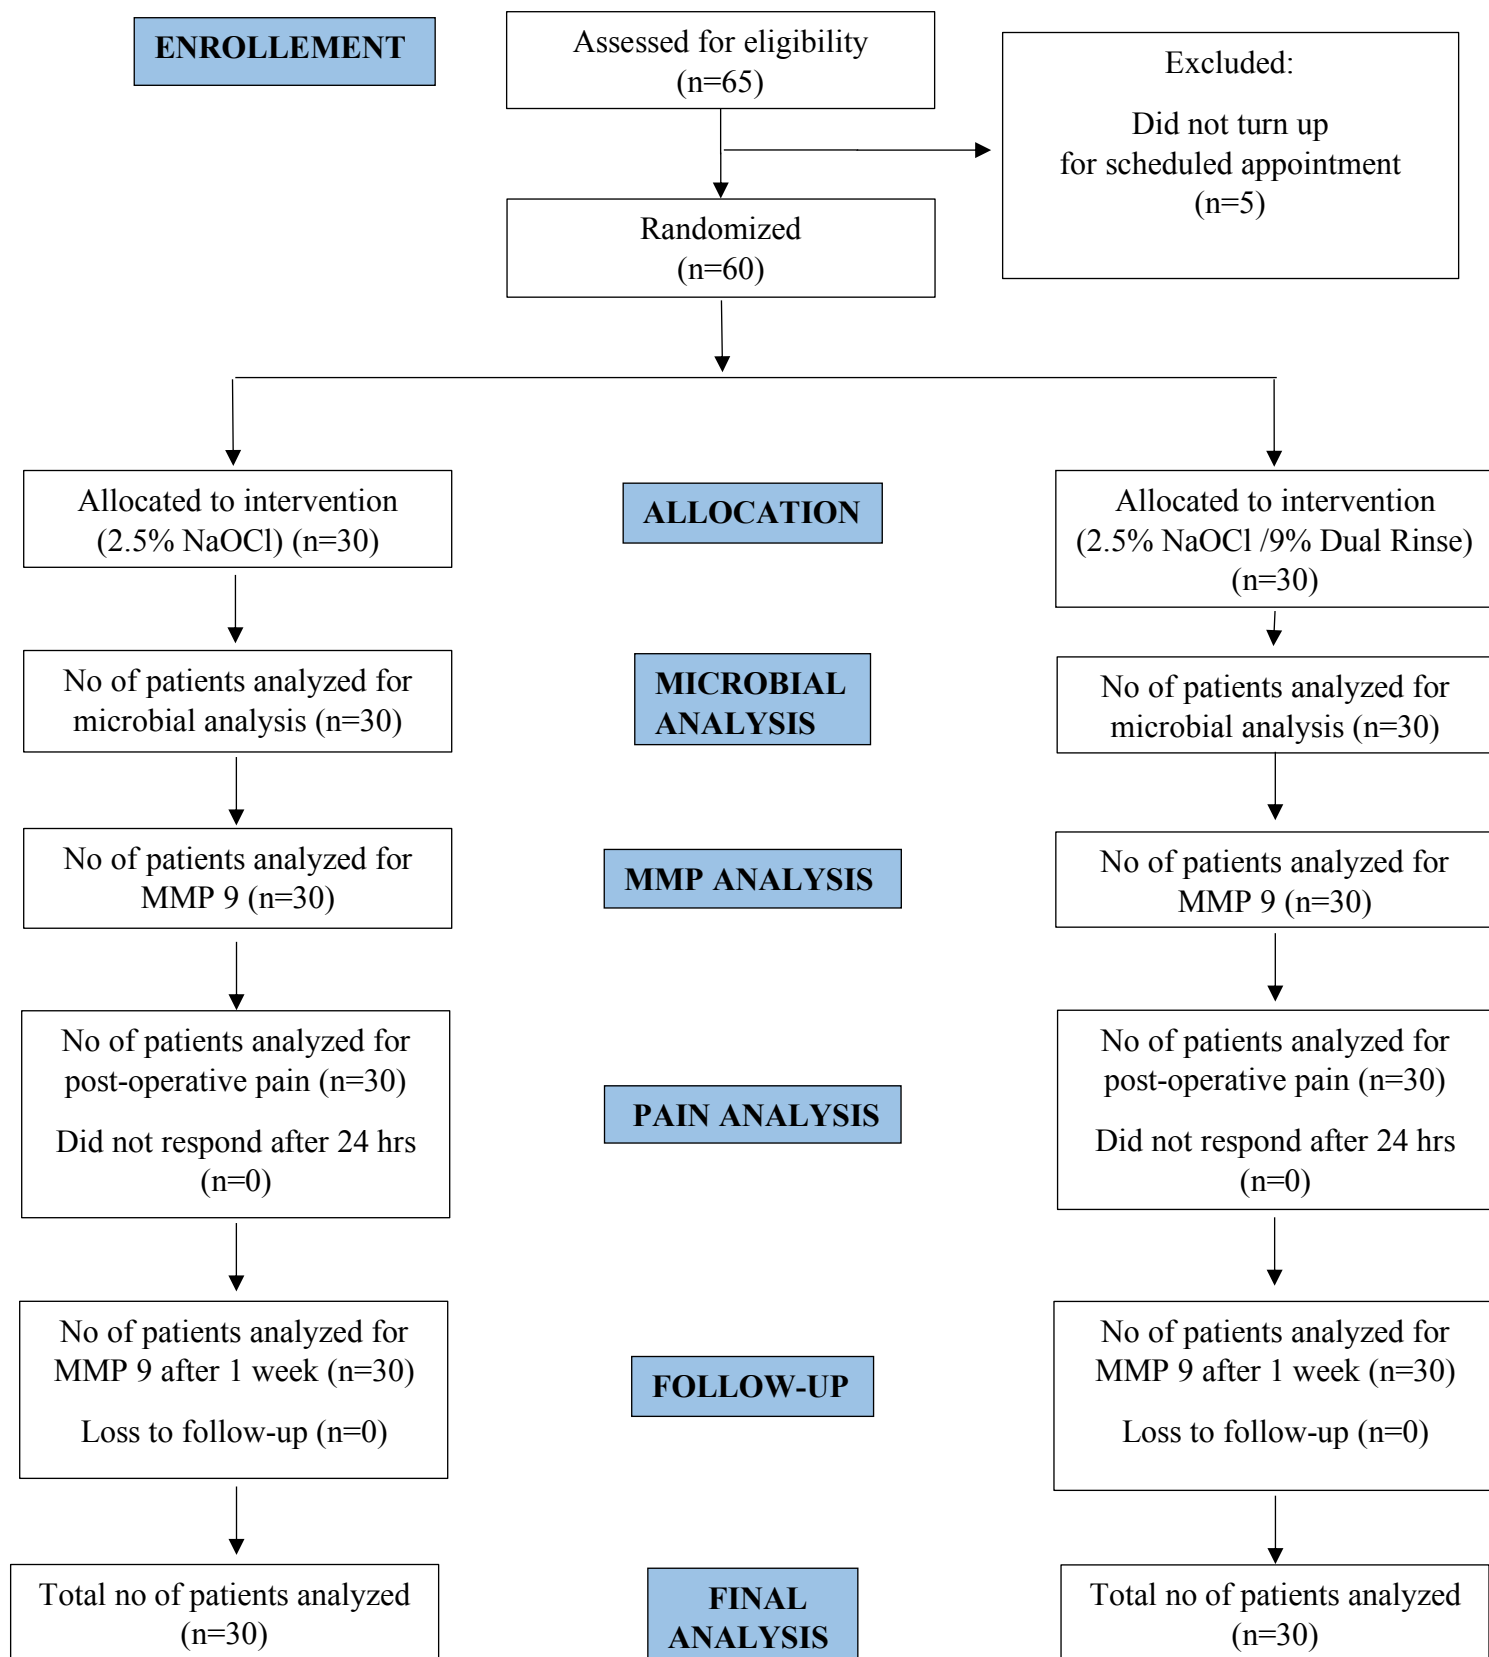 ENROLLEMENT
Assessed for eligibility
(n=65)
Excluded:
Did not turn up
for scheduled appointment
(n=5)
Randomized
(n=60)
Allocated to intervention
(2.5% NaOCl) (n=30)
ALLOCATION
Allocated to intervention
(2.5% NaOCl /9% Dual Rinse)
(n=30)
No of patients analyzed for
microbial analysis (n=30)
MICROBIAL
ANALYSIS
No of patients analyzed for
microbial analysis (n=30)
No of patients analyzed for
MMP 9 (n=30)
MMP ANALYSIS
No of patients analyzed for
MMP 9 (n=30)
No of patients analyzed for
post-operative pain (n=30)
Did not respond after 24 hrs
(n=0)
PAIN ANALYSIS
No of patients analyzed for
post-operative pain (n=30)
Did not respond after 24 hrs
(n=0)
No of patients analyzed for
MMP 9 after 1 week (n=30)
Loss to follow-up (n=0)
FOLLOW-UP
No of patients analyzed for
MMP 9 after 1 week (n=30)
Loss to follow-up (n=0)
Total no of patients analyzed
(n=30)
FINAL
ANALYSIS
Total no of patients analyzed
(n=30)